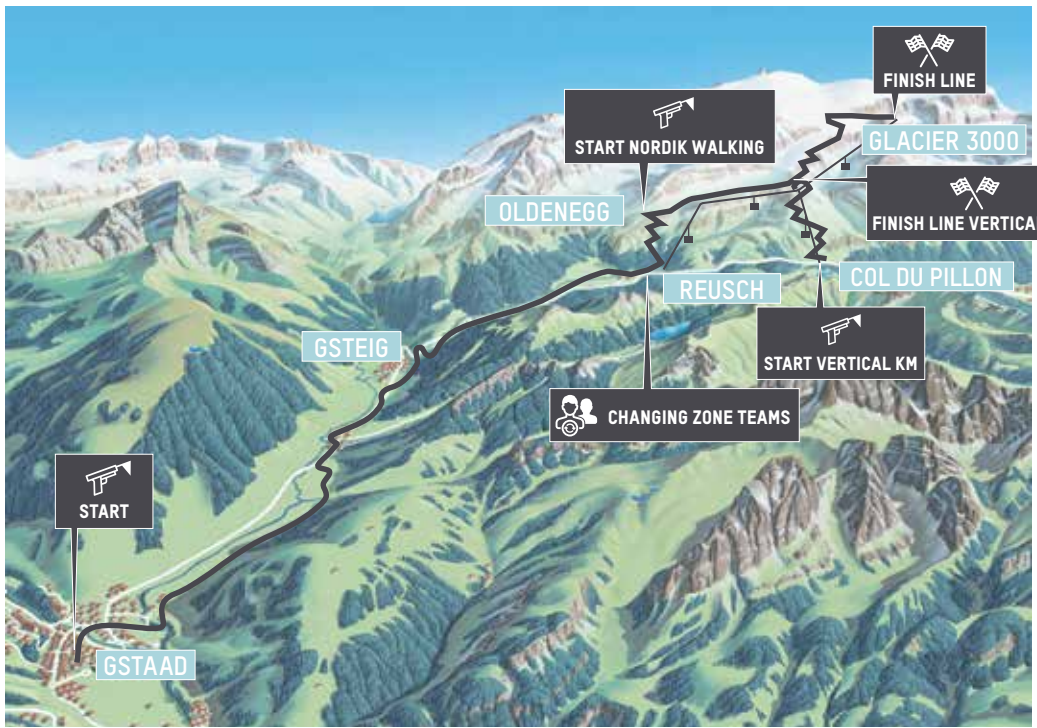 FINISH LINE
GLACIER 3000
START NORDIK WALKING
OLDENEGG
FINISH LINE VERTICA
REUSCH
COL DU PILLON
GSTEIG
START VERTICAL KM
CHANGING ZONE TEAMS
START
GSTAAD